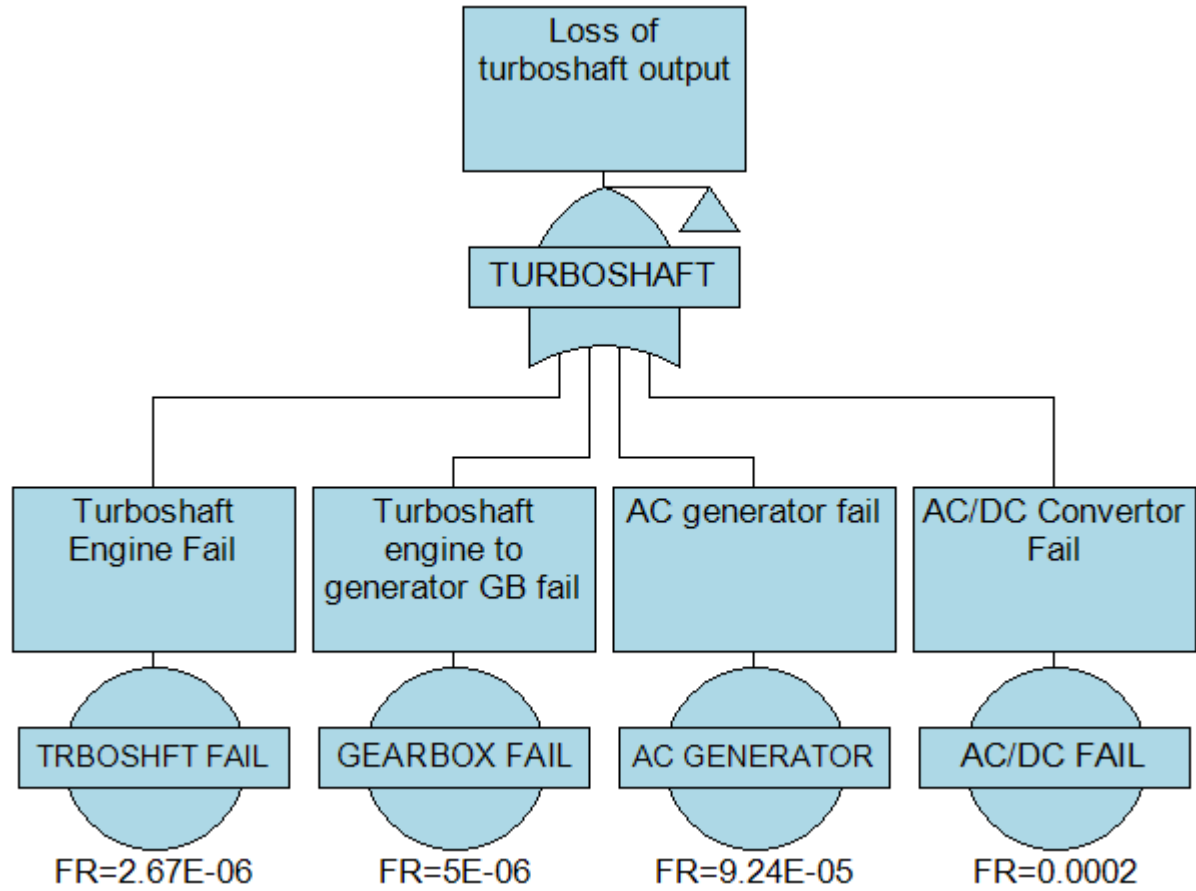 Loss of
turboshaft output
TURBOSHAFT
Turboshaft
Engine Fail
Turboshaft
engine to
generator GB fail
AC generator fail
AC/DC Convertor
Fail
TRBOSHFT FAIL
GEARBOX FAIL
AC GENERATOR
AC/DC FAIL
FR=2.67E-06
FR=5E-06
FR=9.24E-05
FR=0.0002